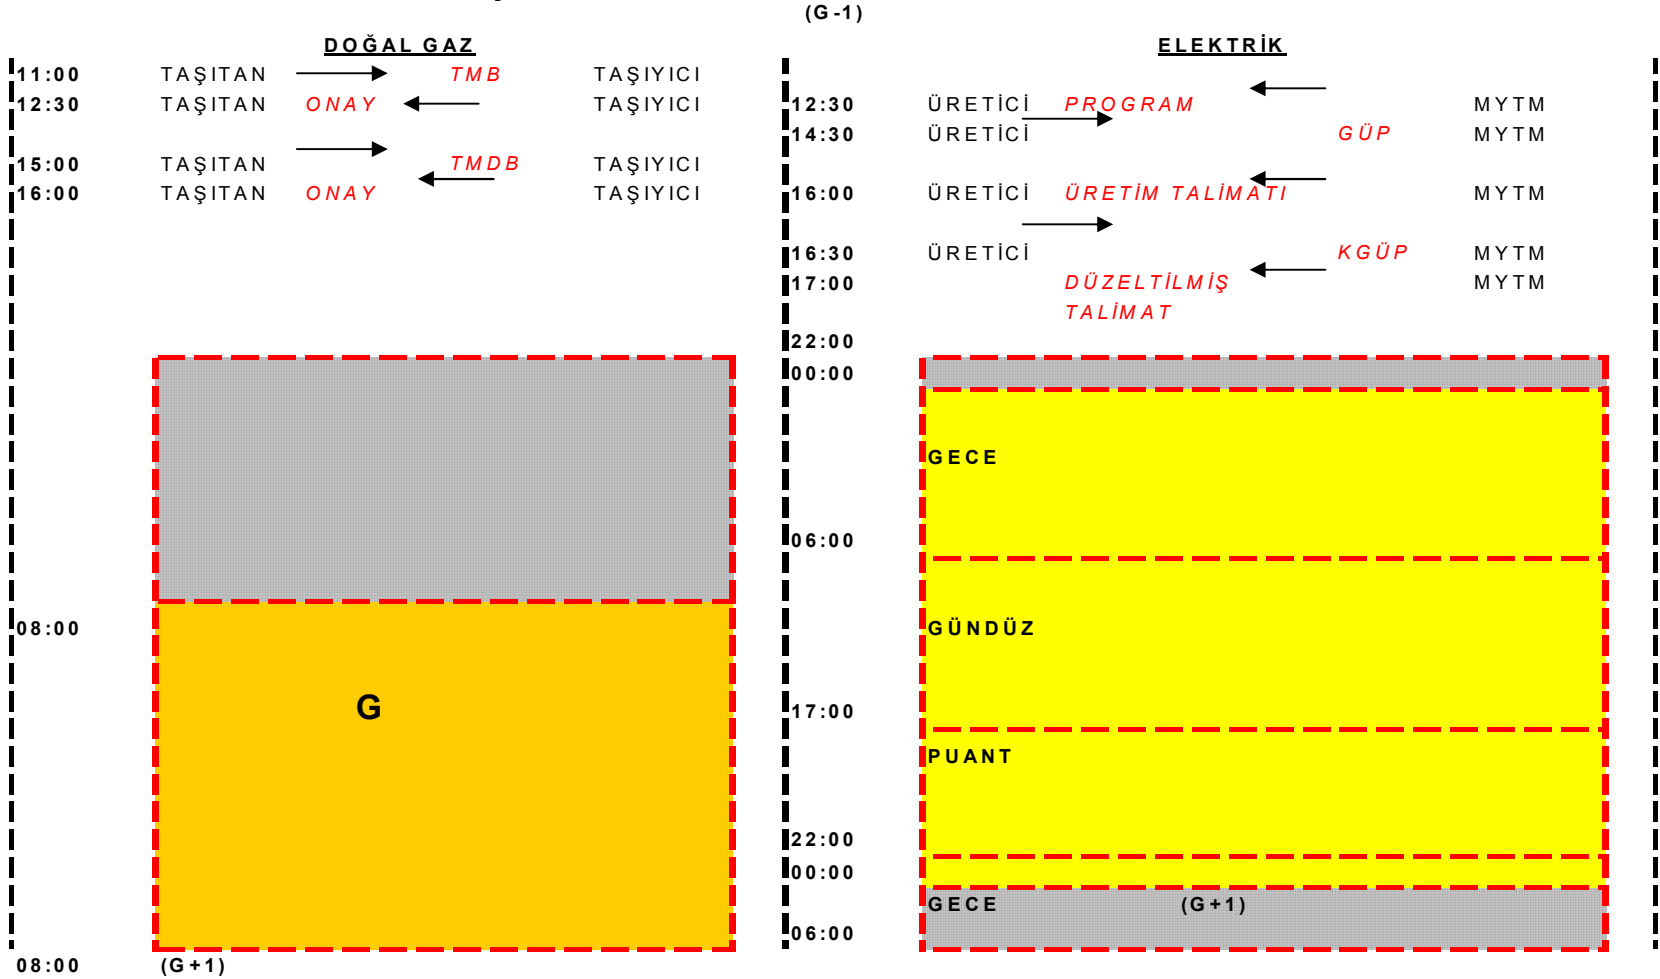 (G-1)
DOĞAL GAZ ELEKTRİK
11:00 TAŞITAN TMB TAŞIYICI
12:30 TAŞITAN ONAY TAŞIYICI 12:30 ÜRETİCİ PROGRAM MYTM
14:30 ÜRETİCİ GÜP MYTM
15:00 TAŞITAN TMDB TAŞIYICI
16:00 TAŞITAN ONAY TAŞIYICI 16:00 ÜRETİCİ ÜRETİM TALİMATI MYTM
16:30 ÜRETİCİ KGÜP MYTM
17:00 DÜZELTİLMİŞ MYTM
TALİMAT
22:00
00:00
GECE
06:00
08:00 GÜNDÜZ
G 17:00
PUANT
22:00
00:00
GECE (G+1)
06:00
08:00 (G+1)